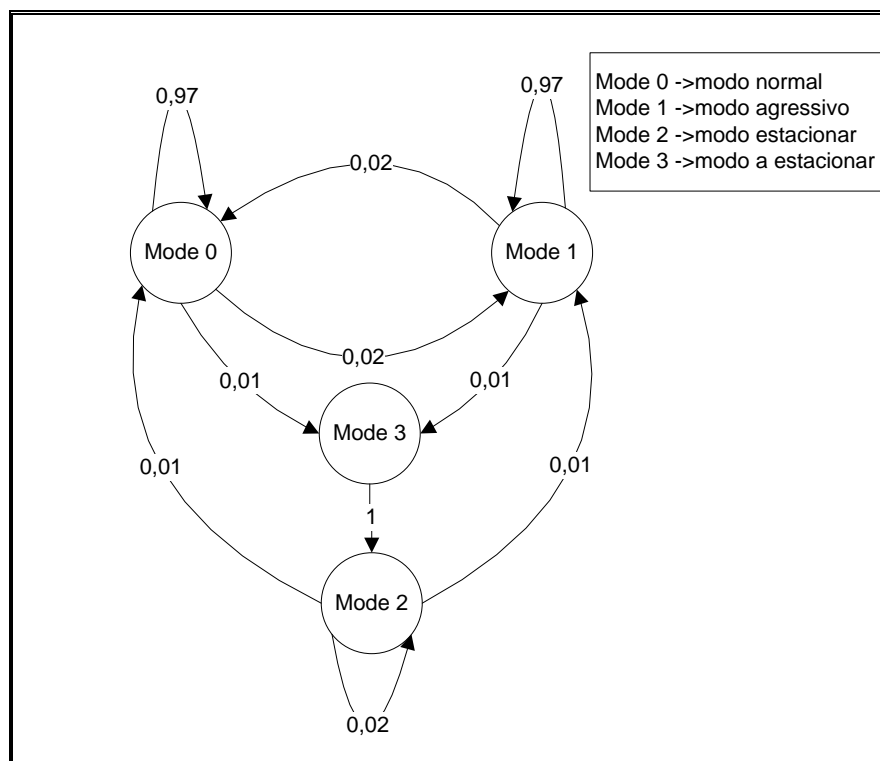 Mode 0 ->modo normal
Mode 1 ->modo agressivo
Mode 2 ->modo estacionar
Mode 3 ->modo a estacionar
0,97
0,97
0,02
Mode 0
Mode 1
0,02
0,01
0,01
Mode 3
0,01
0,01
1
Mode 2
0,02